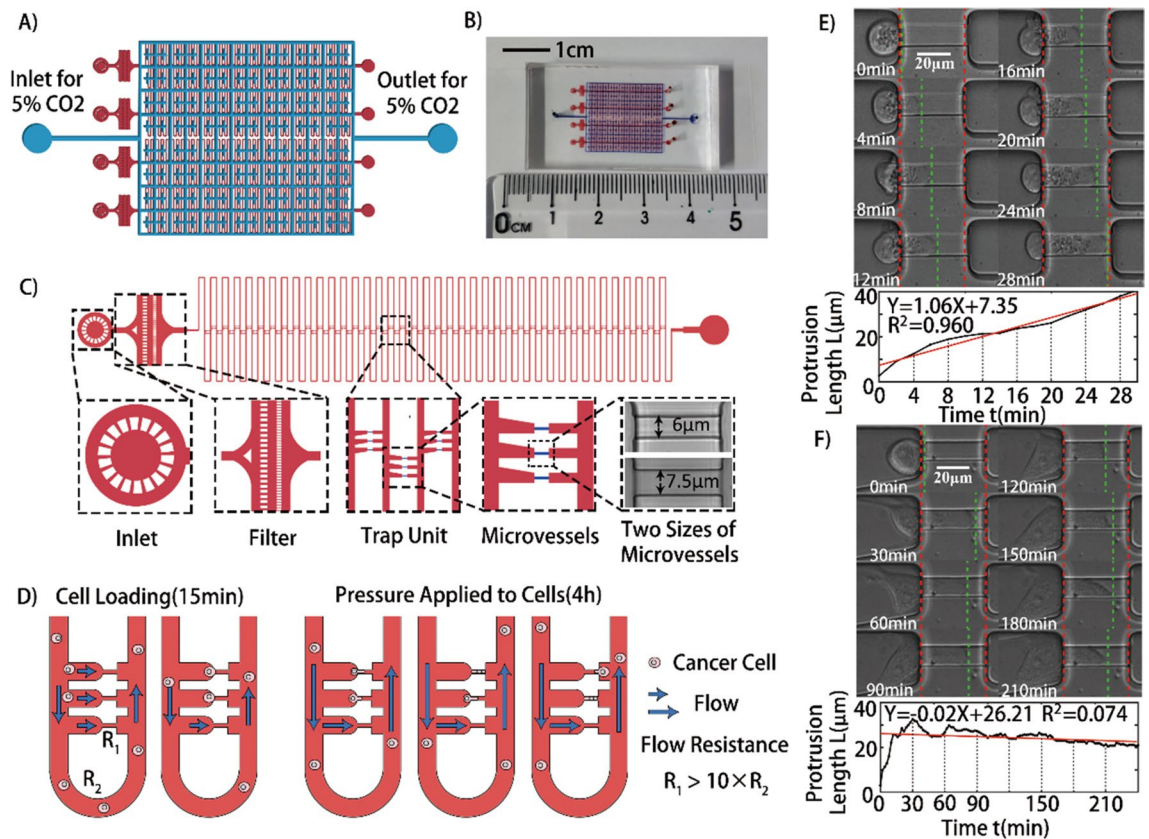 A)
Inlet for
5% CO2
Outlet for
5% CO2
B)
1cm
0CM 1 2 3 4 5
C)
6μm
7.5μm
Inlet
Filter
Trap Unit
Microvessels
Two Sizes of
Microvessels
D)
Cell Loading(15min)
Pressure Applied to Cells(4h)
R1
R2
Cancer Cell
Flow
Flow Resistance
R1 > 10×R2
E)
20μm
0min
16min
4min
20min
8min
24min
12min
28min
Y=1.06X+7.35
R²=0.960
Protrusion
Length L(μm)
40
20
0
0 4 8 12 16 20 24 28
Time t(min)
F)
20μm
0min
120min
30min
150min
60min
180min
90min
210min
Y=-0.02X+26.21 R²=0.074
Protrusion
Length L(μm)
40
20
0
0 30 60 90 120 150 210
Time t(min)